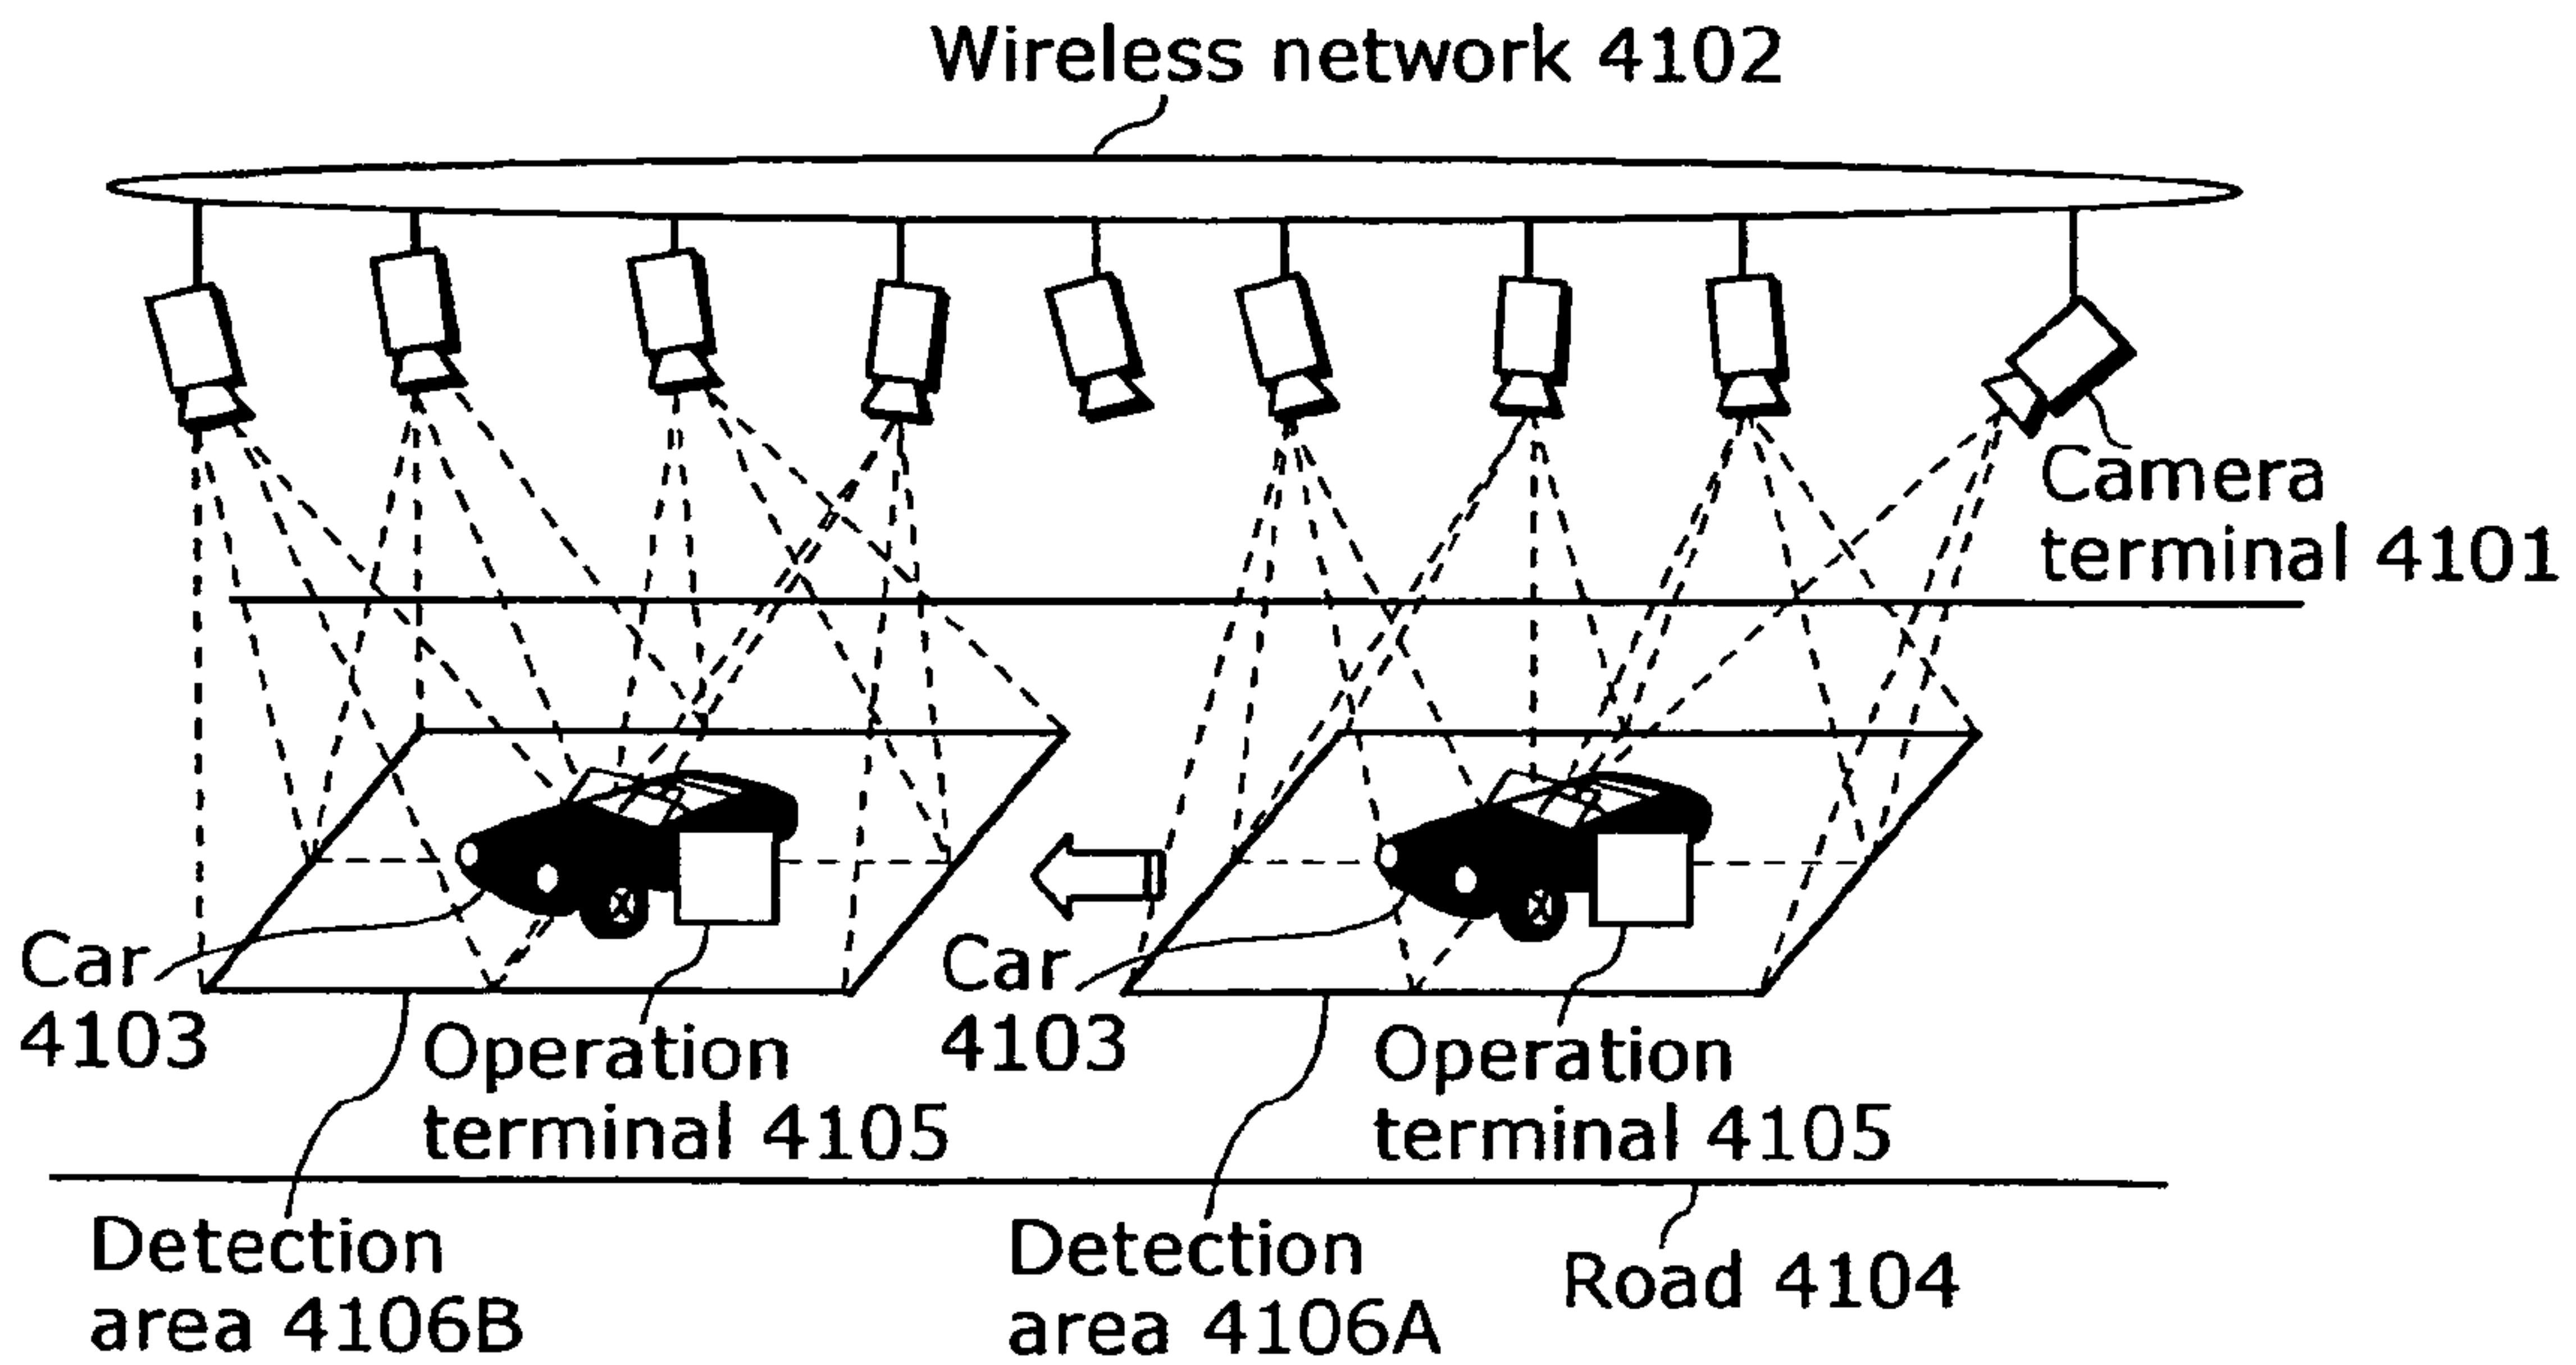 Wireless network 4102
Camera
terminal 4101
Car
4103
Operation
terminal 4105
Car
4103
Operation
terminal 4105
Detection
area 4106B
Detection
area 4106A
Road 4104